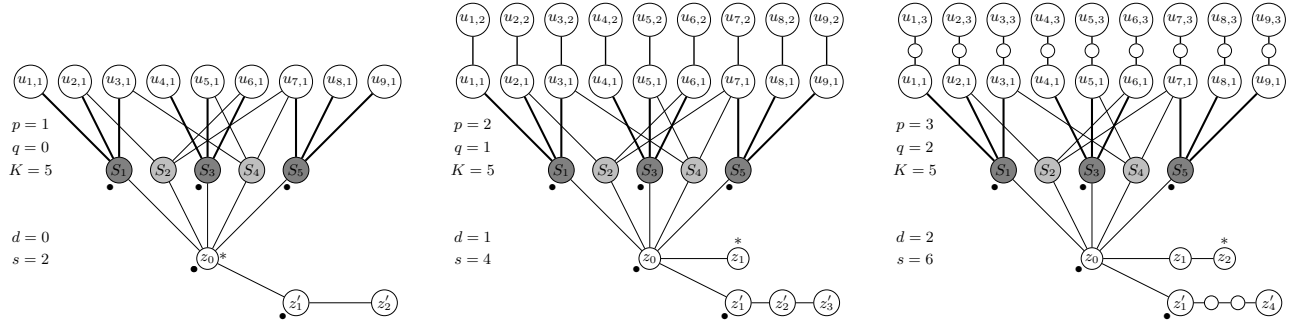 u1,2 u2,2 u3,2 u4,2 u5,2 u6,2 u7,2 u8,2 u9,2
u1,3 u2,3 u3,3 u4,3 u5,3 u6,3 u7,3 u8,3 u9,3
u1,1 u2,1 u3,1 u4,1 u5,1 u6,1 u7,1 u8,1 u9,1
u1,1 u2,1 u3,1 u4,1 u5,1 u6,1 u7,1 u8,1 u9,1
u1,1 u2,1 u3,1 u4,1 u5,1 u6,1 u7,1 u8,1 u9,1
p = 1
q = 0
K = 5
S1 S2 S3 S4 S5
d = 0
s = 2
z0 *
z′1 z′2
p = 2
q = 1
K = 5
S1 S2 S3 S4 S5
d = 1
s = 4
*
z0 z1
z′1 z′2 z′3
p = 3
q = 2
K = 5
S1 S2 S3 S4 S5
d = 2
s = 6
*
z0 z1 z2
z′1 z′4